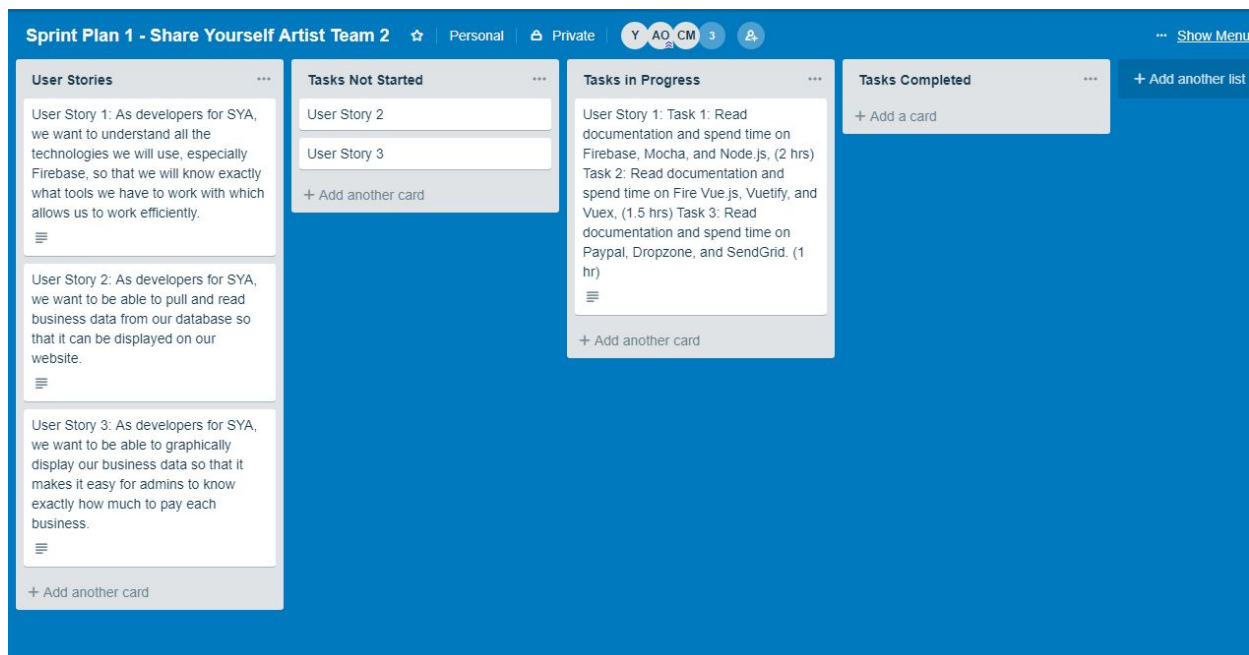 Sprint Plan 1 - Share Yourself Artist Team 2 Personal Private Y AO CM 3 ... Show Menu
User Stories ...
User Story 1: As developers for SYA,
we want to understand all the
technologies we will use, especially
Firebase, so that we will know exactly
what tools we have to work with which
allows us to work efficiently.
User Story 2: As developers for SYA,
we want to be able to pull and read
business data from our database so
that it can be displayed on our
website.
User Story 3: As developers for SYA,
we want to be able to graphically
display our business data so that it
makes it easy for admins to know
exactly how much to pay each
business.
+ Add another card
Tasks Not Started ...
User Story 2
User Story 3
+ Add another card
Tasks in Progress ...
User Story 1: Task 1: Read
documentation and spend time on
Firebase, Mocha, and Node.js, (2 hrs)
Task 2: Read documentation and
spend time on Fire Vue.js, Vuetify, and
Vuex, (1.5 hrs) Task 3: Read
documentation and spend time on
Paypal, Dropzone, and SendGrid. (1
hr)
+ Add another card
Tasks Completed ...
+ Add a card
+ Add another list